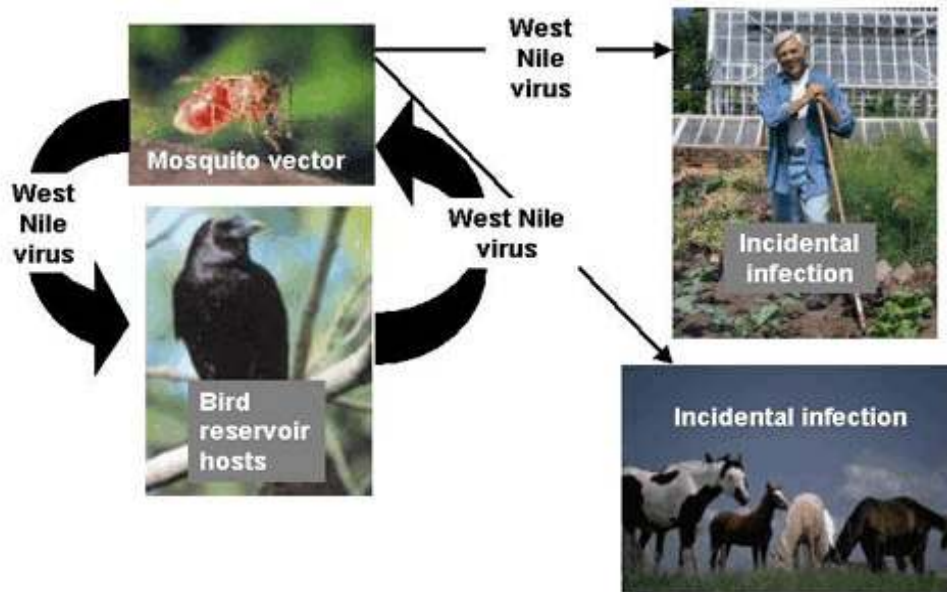 West
Nile
virus
Mosquito vector
West
Nile
virus
West Nile
virus
Bird
reservoir
hosts
Incidental
infection
Incidental infection